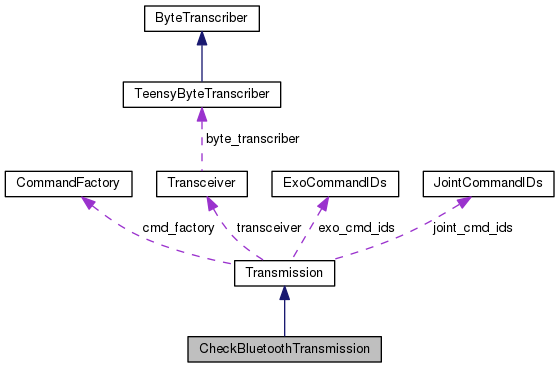 ByteTranscriber
TeensyByteTranscriber
byte_transcriber
CommandFactory
Transceiver
ExoCommandIDs
JointCommandIDs
cmd_factory
transceiver
exo_cmd_ids
joint_cmd_ids
Transmission
CheckBluetoothTransmission